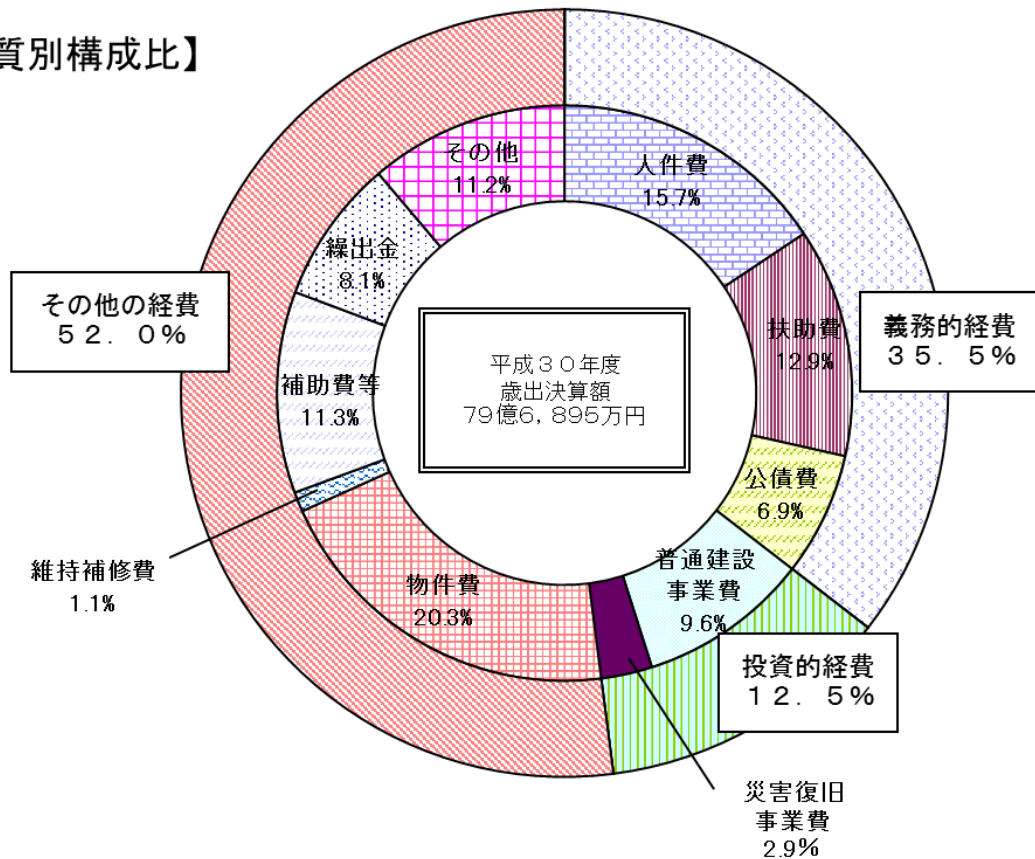 質別構成比】
その他
11.2%
人件費
15.7%
繰出金
8.1%
扶助費
12.9%
その他の経費
52.0%
義務的経費
35.5%
平成30年度
歳出決算額
79億6,895万円
補助費等
11.3%
公債費
6.9%
維持補修費
1.1%
物件費
20.3%
普通建設
事業費
9.6%
投資的経費
12.5%
災害復旧
事業費
2.9%